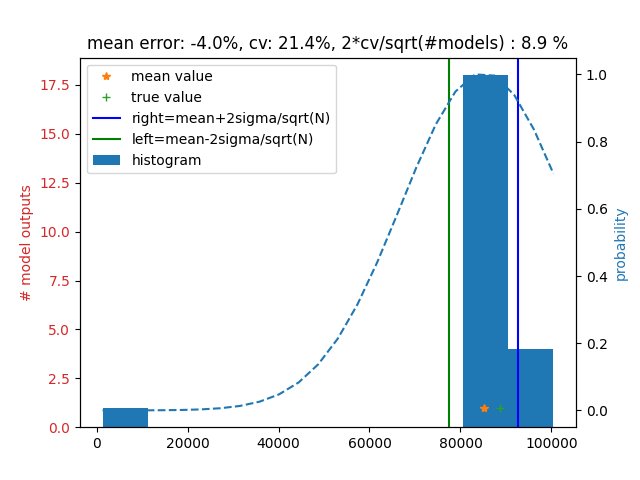 mean error: -4.0%, cv: 21.4%, 2*cv/sqrt(#models) : 8.9 %
mean value
true value
right=mean+2sigma/sqrt(N)
left=mean-2sigma/sqrt(N)
histogram
# model outputs
17.5
15.0
12.5
10.0
7.5
5.0
2.5
0.0
1.0
0.8
0.6
0.4
0.2
0.0
probability
0 20000 40000 60000 80000 100000